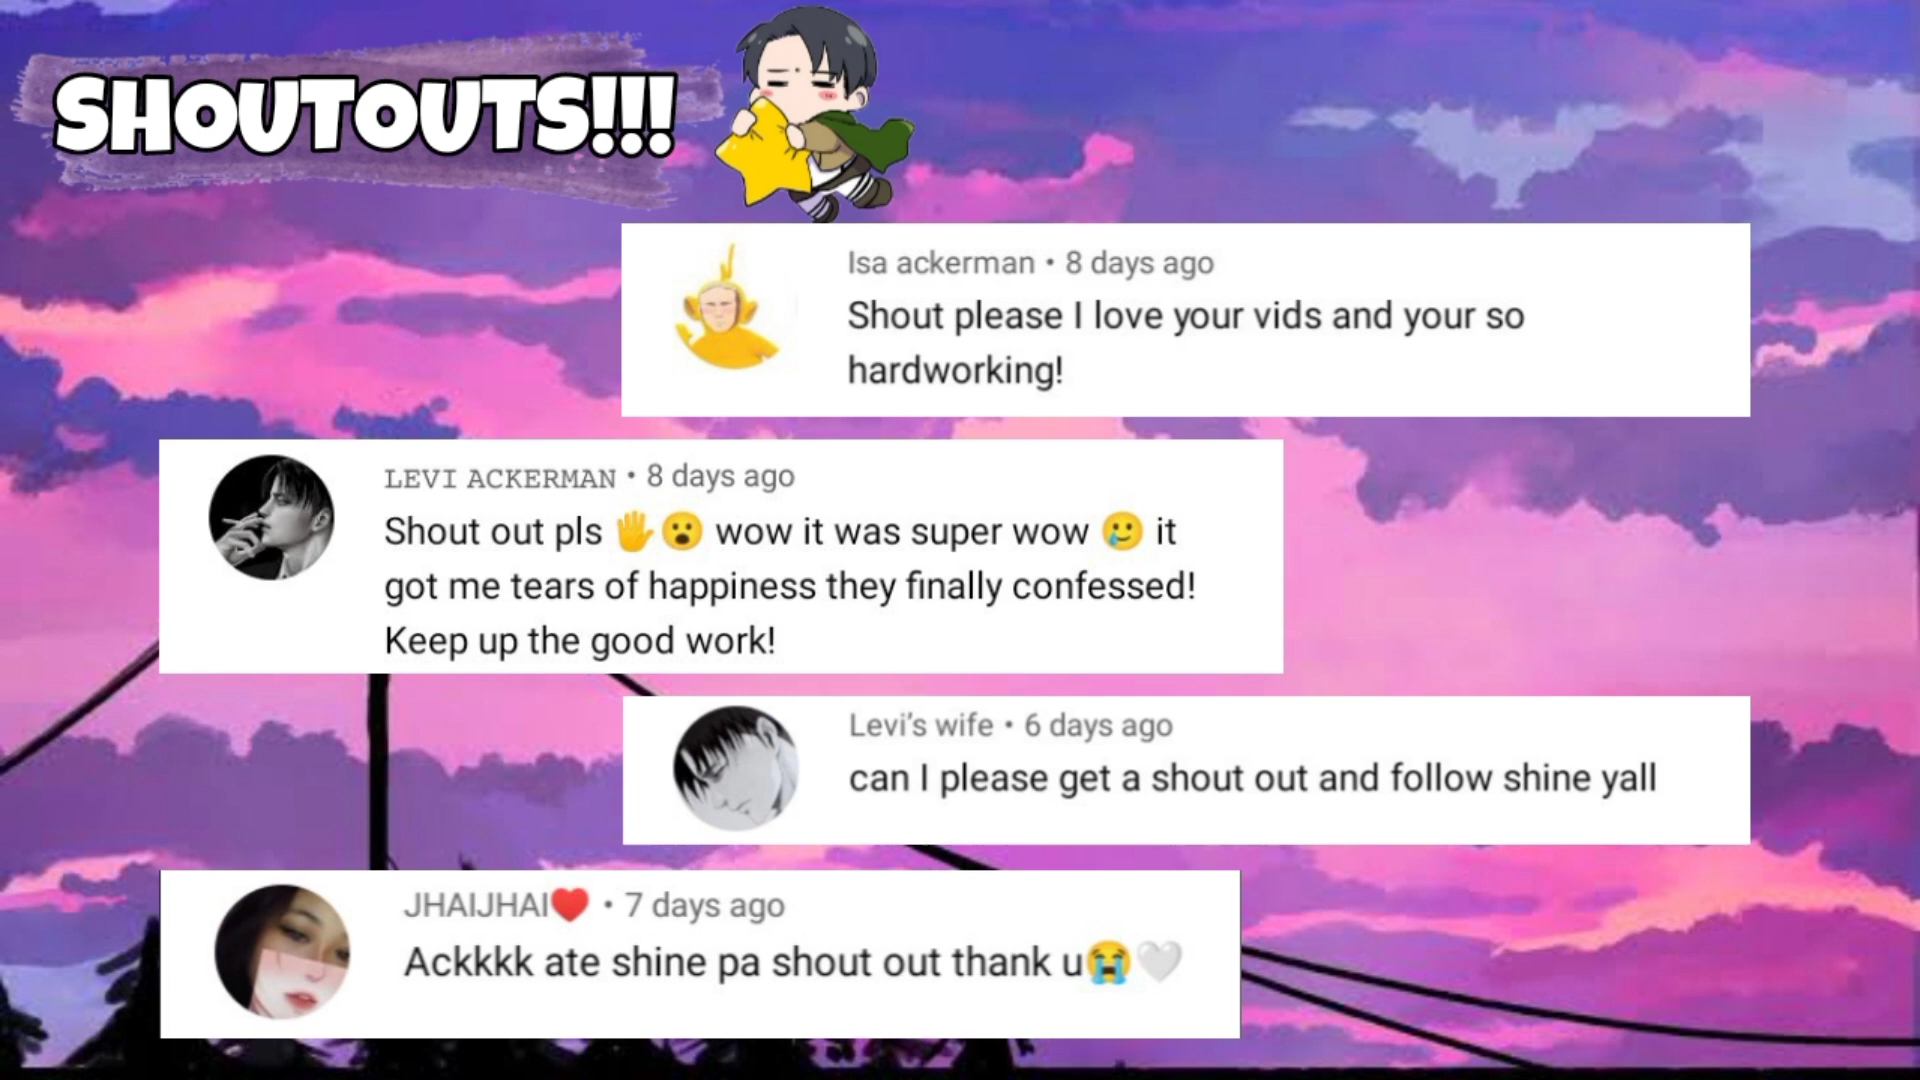 SHOUTOUTS!!!
Isa ackerman • 8 days ago
Shout please I love your vids and your so
hardworking!
LEVI ACKERMAN • 8 days ago
Shout out pls 🖐😮 wow it was super wow 🥲 it
got me tears of happiness they finally confessed!
Keep up the good work!
Levi’s wife • 6 days ago
can I please get a shout out and follow shine yall
JHAIJHAI❤️ • 7 days ago
Ackkkk ate shine pa shout out thank u😭🤍